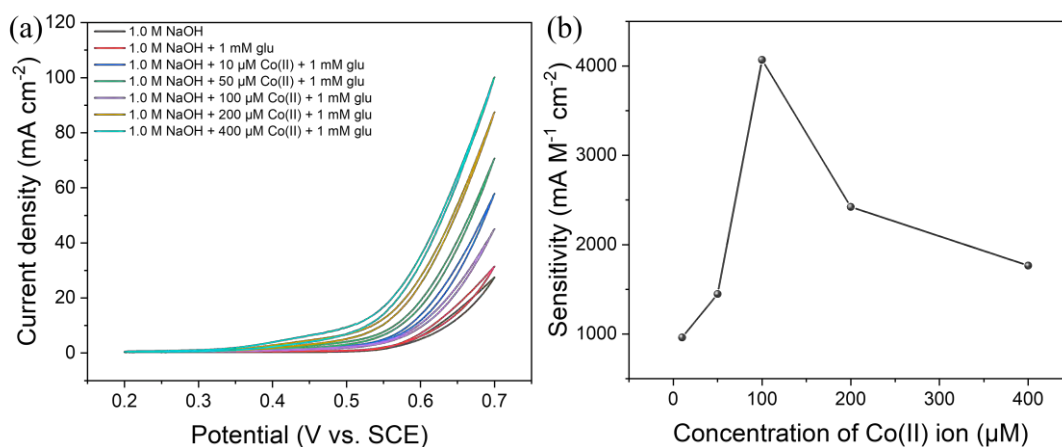 (a)
120
100
80
60
40
20
0
Current density (mA cm⁻²)
1.0 M NaOH
1.0 M NaOH + 1 mM glu
1.0 M NaOH + 10 µM Co(II) + 1 mM glu
1.0 M NaOH + 50 µM Co(II) + 1 mM glu
1.0 M NaOH + 100 µM Co(II) + 1 mM glu
1.0 M NaOH + 200 µM Co(II) + 1 mM glu
1.0 M NaOH + 400 µM Co(II) + 1 mM glu
0.2 0.3 0.4 0.5 0.6 0.7
Potential (V vs. SCE)
(b)
4000
3000
2000
1000
Sensitivity (mA M⁻¹ cm⁻²)
0 100 200 300 400
Concentration of Co(II) ion (µM)